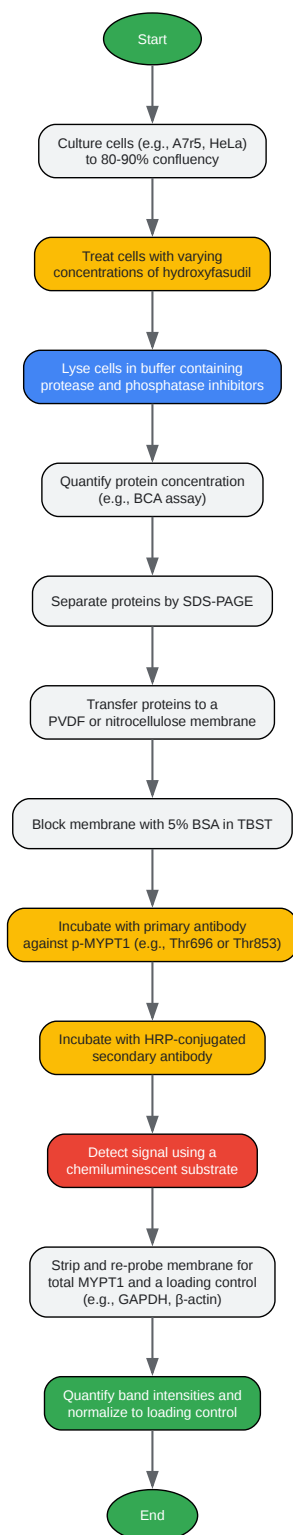 Start
Culture cells (e.g., A7r5, HeLa)
to 80-90% confluency
Treat cells with varying
concentrations of hydroxyfasudil
Lyse cells in buffer containing
protease and phosphatase inhibitors
Quantify protein concentration
(e.g., BCA assay)
Separate proteins by SDS-PAGE
Transfer proteins to a
PVDF or nitrocellulose membrane
Block membrane with 5% BSA in TBST
Incubate with primary antibody
against p-MYPT1 (e.g., Thr696 or Thr853)
Incubate with HRP-conjugated
secondary antibody
Detect signal using a
chemiluminescent substrate
Strip and re-probe membrane for
total MYPT1 and a loading control
(e.g., GAPDH, β-actin)
Quantify band intensities and
normalize to loading control
End